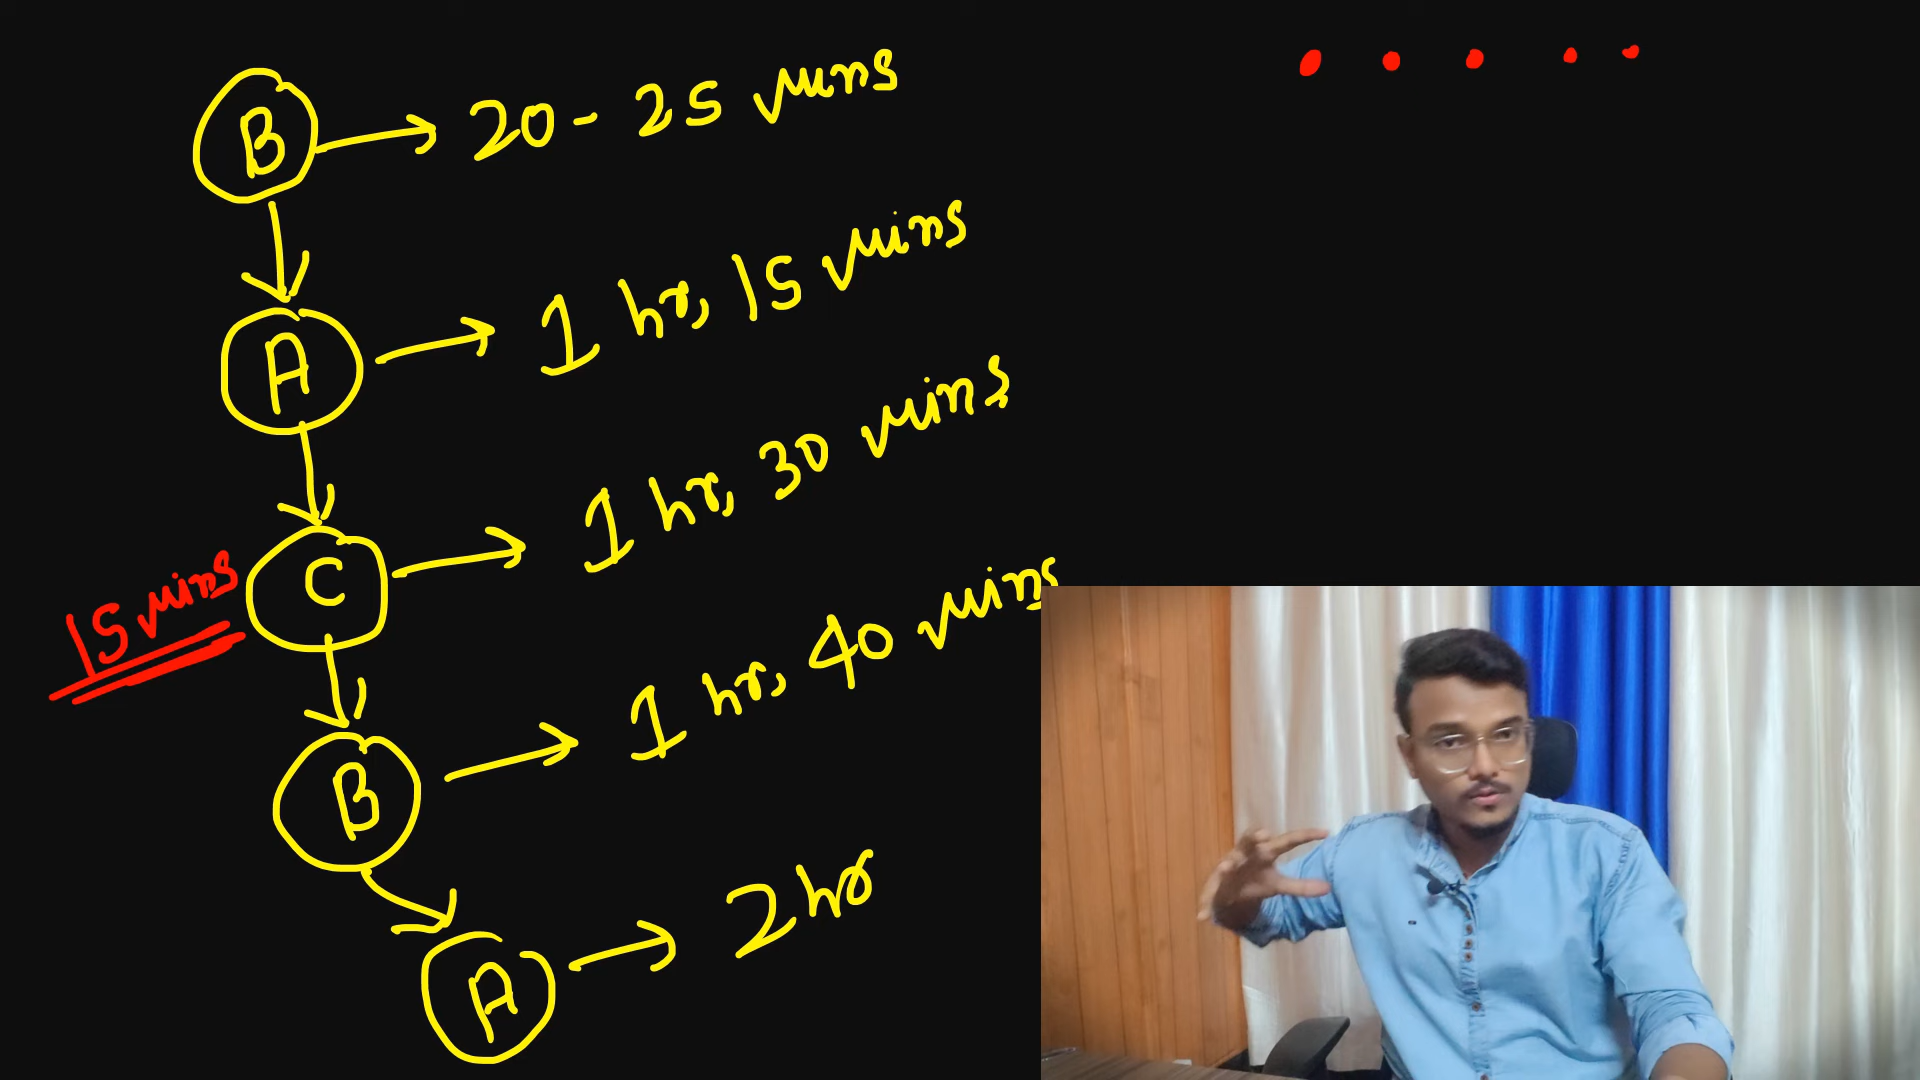 B → 20-25 mins
A → 1 hr, 15 mins
C → 1 hr, 30 mins
15 mins
B → 1 hr, 40 mins
A → 2 hr